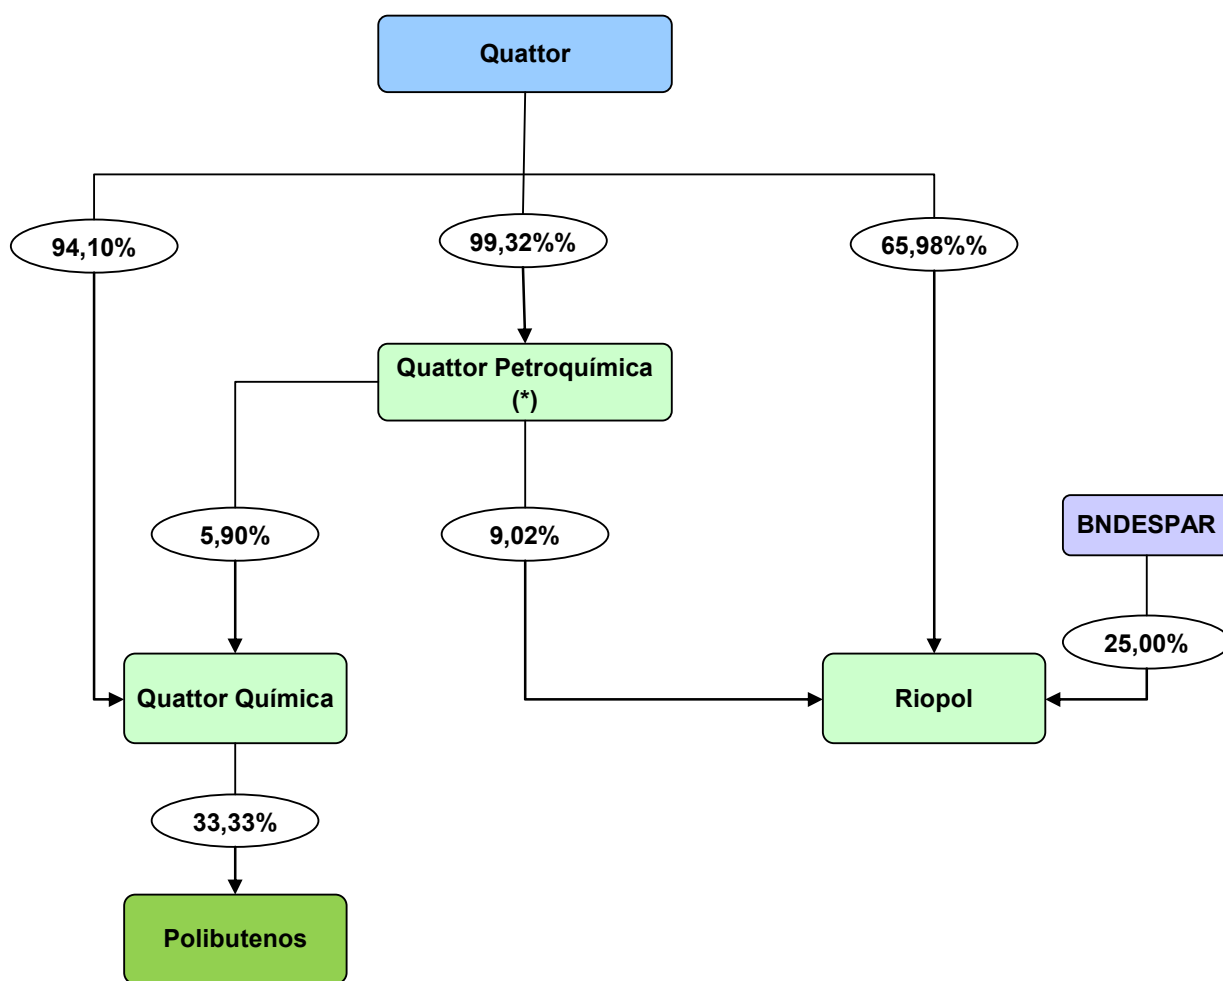 Quattor
94,10%
99,32%%
65,98%%
Quattor Petroquímica
(*)
5,90%
9,02%
BNDESPAR
25,00%
Quattor Química
Riopol
33,33%
Polibutenos